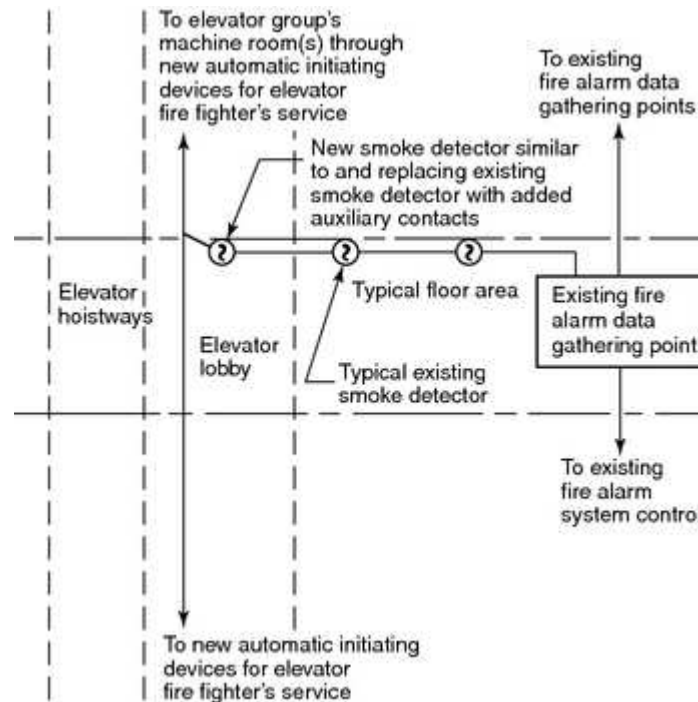 To elevator group's
machine room(s) through
new automatic initiating
devices for elevator
fire fighter's service
To existing
fire alarm data
gathering points
New smoke detector similar
to and replacing existing
smoke detector with added
auxiliary contacts
Elevator
hoistways
Elevator
lobby
Typical floor area
Typical existing
smoke detector
Existing fire
alarm data
gathering point
To existing
fire alarm
system control
To new automatic initiating
devices for elevator
fire fighter's service